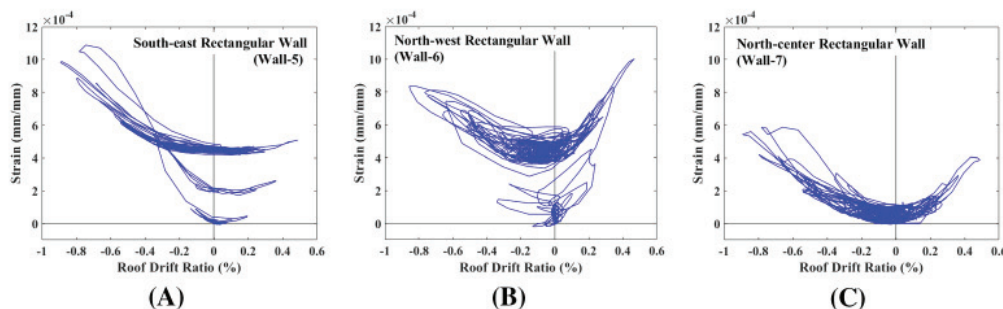 ×10⁻⁴
12
10
8
6
4
2
0
Strain (mm/mm)
South-east Rectangular Wall
(Wall-5)
-1 -0.8 -0.6 -0.4 -0.2 0 0.2 0.4 0.6
Roof Drift Ratio (%)
(A)
×10⁻⁴
12
10
8
6
4
2
0
Strain (mm/mm)
North-west Rectangular Wall
(Wall-6)
-1 -0.8 -0.6 -0.4 -0.2 0 0.2 0.4 0.6
Roof Drift Ratio (%)
(B)
×10⁻⁴
12
10
8
6
4
2
0
Strain (mm/mm)
North-center Rectangular Wall
(Wall-7)
-1 -0.8 -0.6 -0.4 -0.2 0 0.2 0.4 0.6
Roof Drift Ratio (%)
(C)